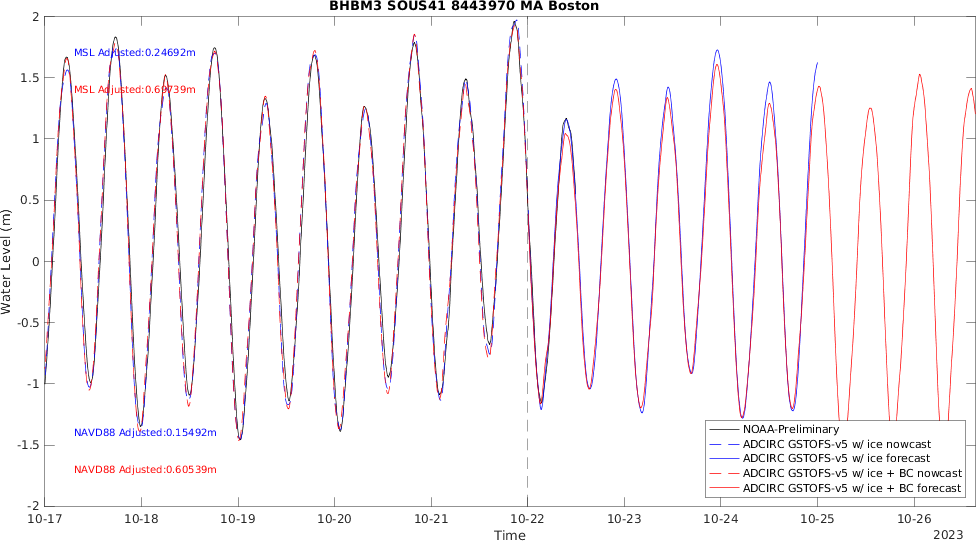 BHBM3 SOUS41 8443970 MA Boston
2
1.5
1
0.5
0
-0.5
-1
-1.5
-2
Water Level (m)
MSL Adjusted:0.24692m
MSL Adjusted:0.69739m
NAVD88 Adjusted:0.15492m
NAVD88 Adjusted:0.60539m
NOAA-Preliminary
ADCIRC GSTOFS-v5 w/ ice nowcast
ADCIRC GSTOFS-v5 w/ ice forecast
ADCIRC GSTOFS-v5 w/ ice + BC nowcast
ADCIRC GSTOFS-v5 w/ ice + BC forecast
10-17 10-18 10-19 10-20 10-21 10-22 10-23 10-24 10-25 10-26
Time
2023